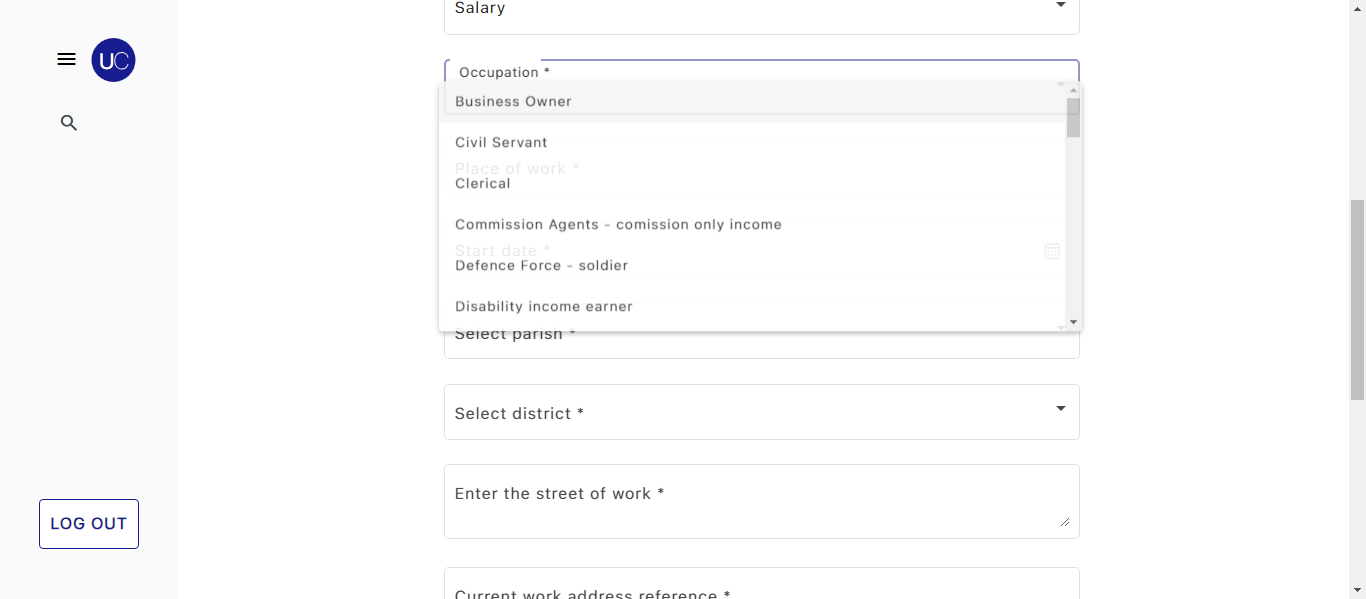 UC
LOG OUT
Salary
Occupation *
Business Owner
Civil Servant
Place of work *
Clerical
Commission Agents - comission only income
Start date *
Defence Force - soldier
Disability income earner
Select parish *
Select district *
Enter the street of work *
Current work address reference *